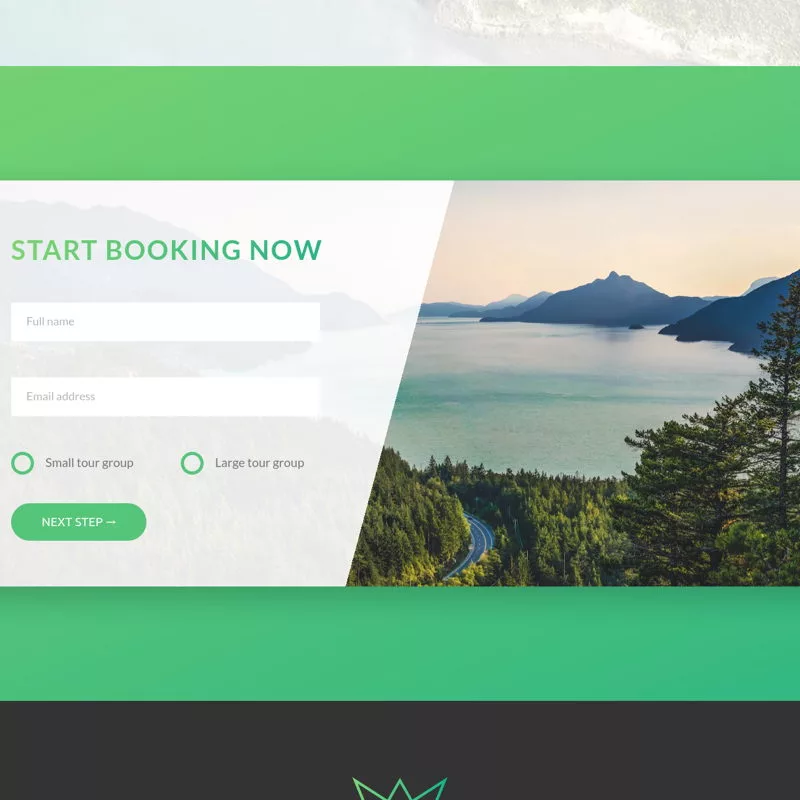 START BOOKING NOW
Full name
Email address
Small tour group
Large tour group
NEXT STEP →